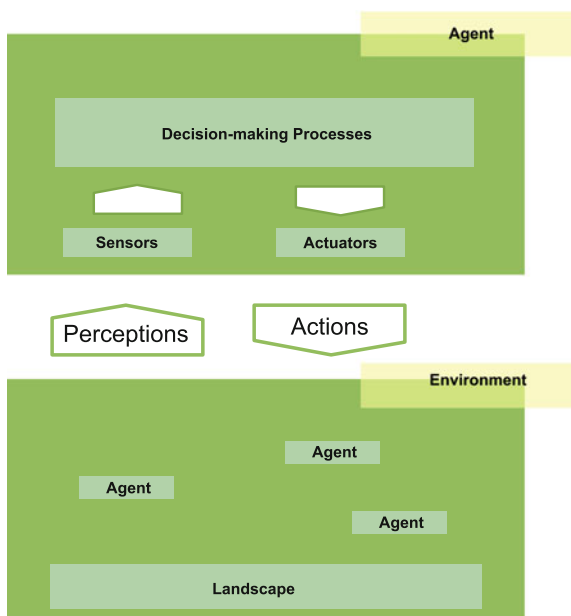 Agent
Decision-making Processes
Sensors
Actuators
Perceptions
Actions
Environment
Agent
Agent
Agent
Landscape